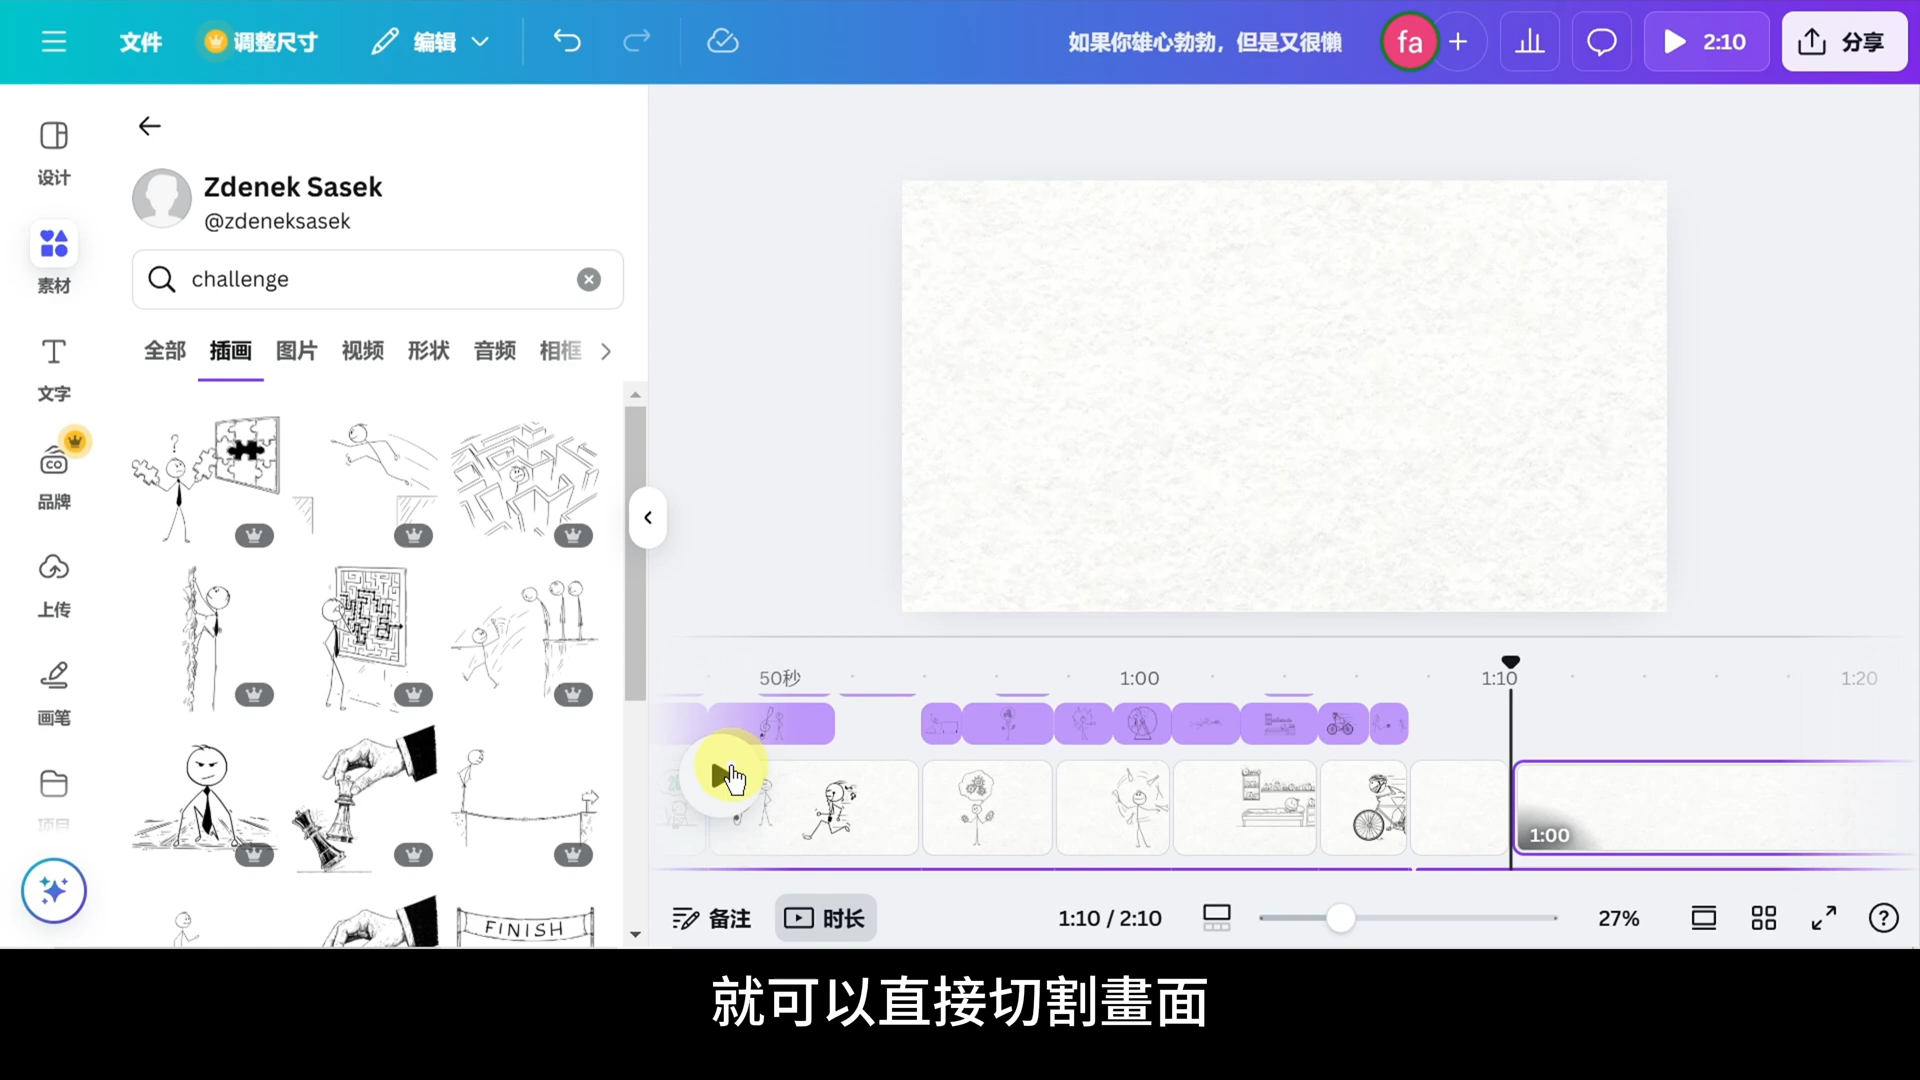 文件
调整尺寸
编辑
如果你雄心勃勃，但是又很懒
fa
2:10
分享
设计
素材
文字
品牌
上传
画笔
项目
Zdenek Sasek
@zdeneksasek
challenge
全部 插画 图片 视频 形状 音频 相框
FINISH
50秒 1:00 1:10 1:20
1:00
备注
时长
1:10 / 2:10
27%
就可以直接切割畫面